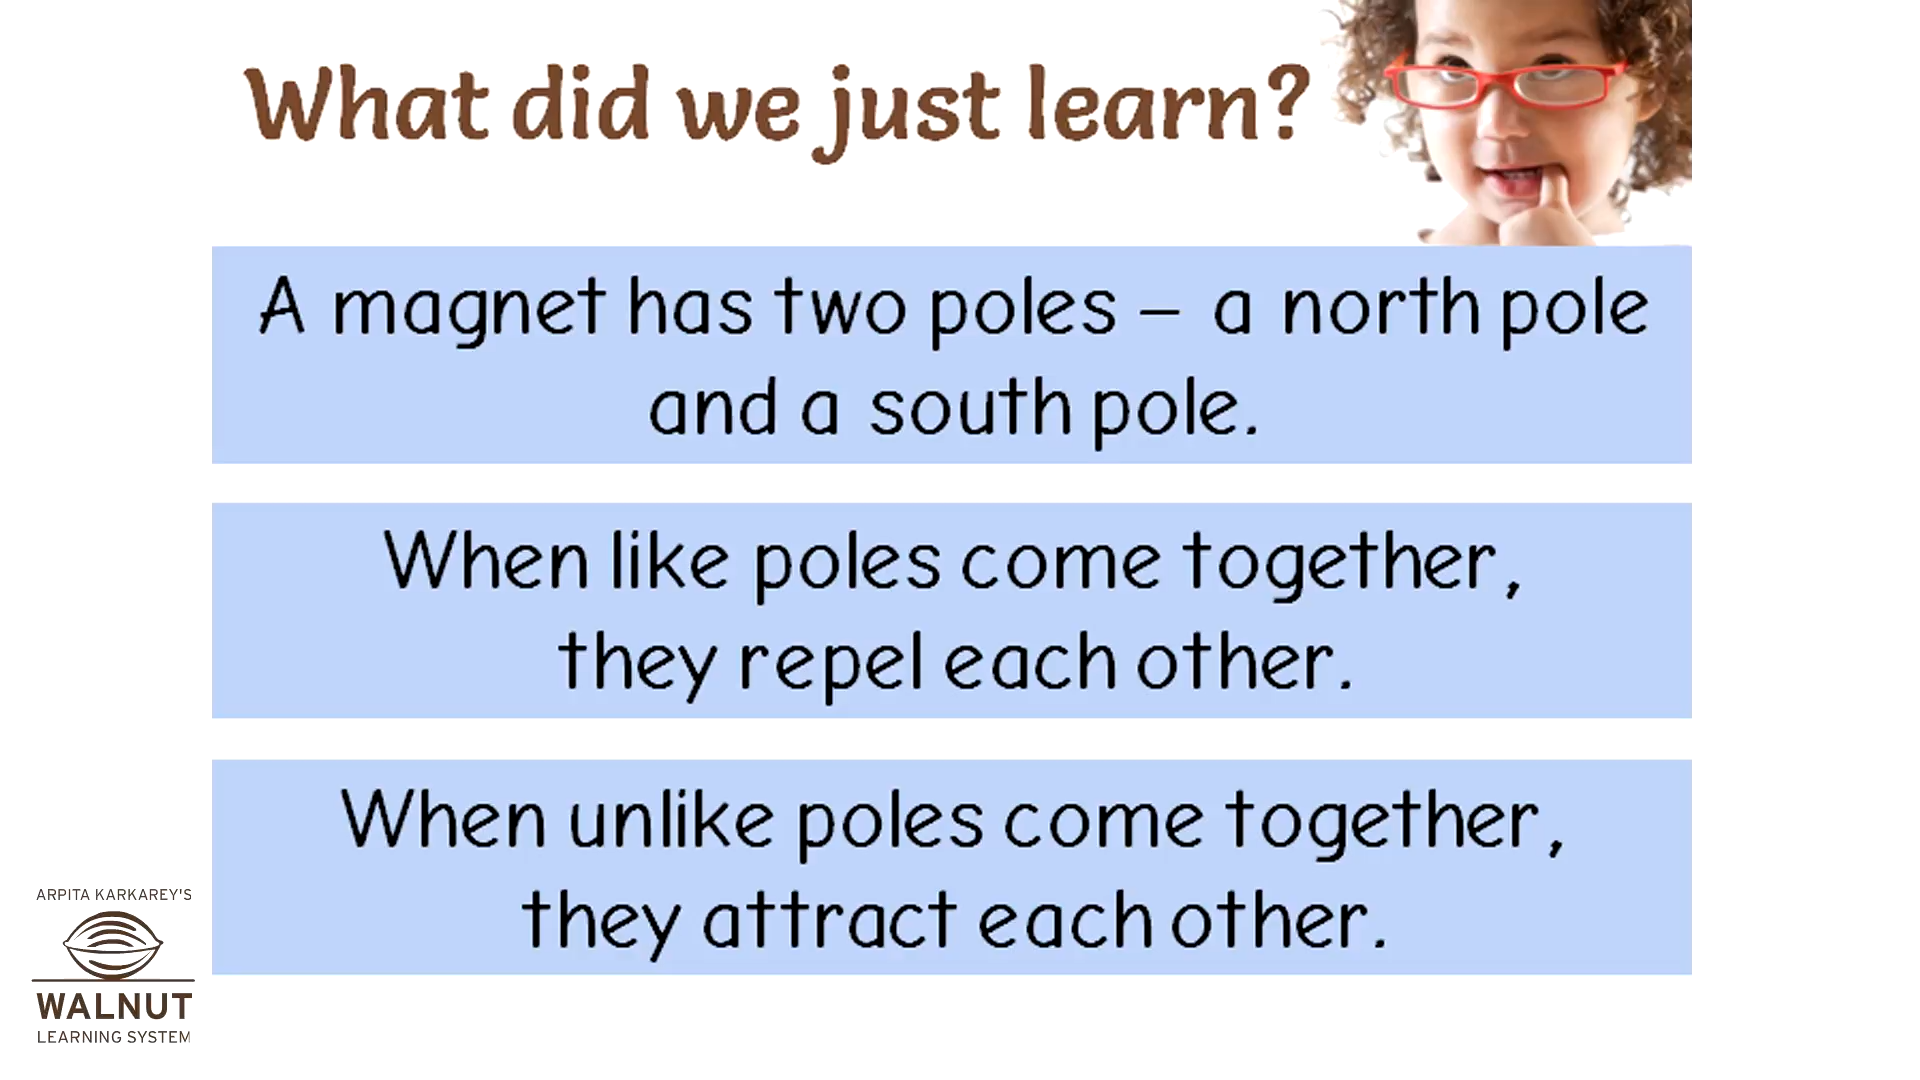 What did we just learn?
A magnet has two poles – a north pole
and a south pole.
When like poles come together,
they repel each other.
When unlike poles come together,
they attract each other.
ARPITA KARKAREY'S
WALNUT
LEARNING SYSTEM